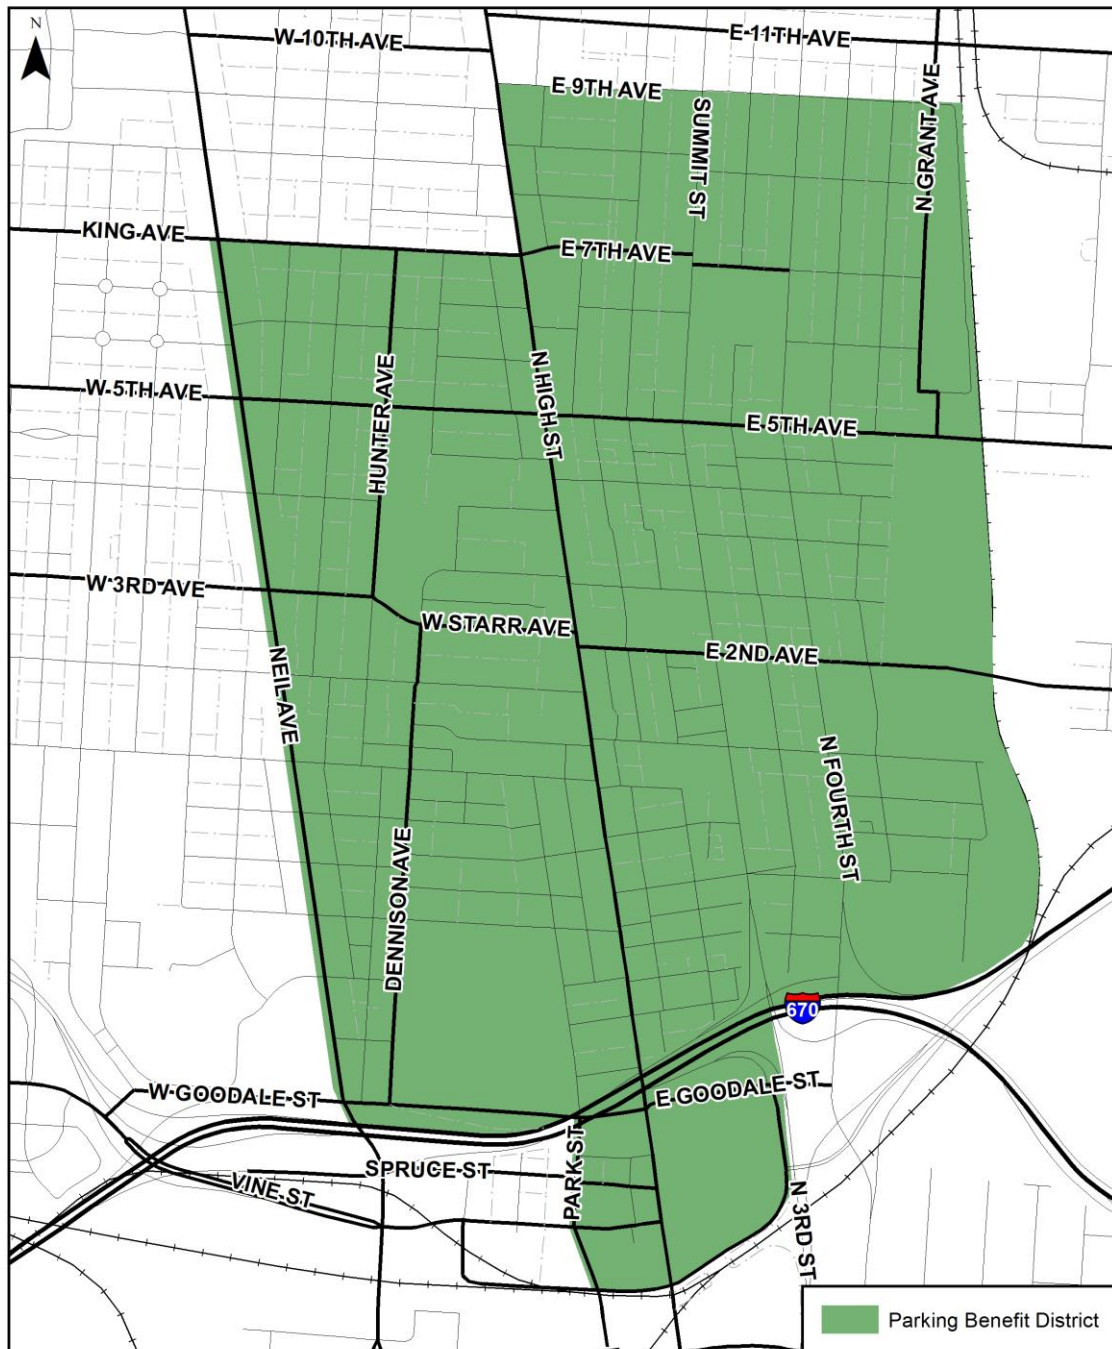 N
W 10TH AVE
E 11TH AVE
E 9TH AVE
N GRANT AVE
SUMMIT ST
KING AVE
E 7TH AVE
W 5TH AVE
HUNTER AVE
N HIGH ST
E 5TH AVE
W 3RD AVE
W STARR AVE
E 2ND AVE
NEIL AVE
N FOURTH ST
DENNISON AVE
670
W GOODALE ST
E GOODALE ST
SPRUCE ST
PARK ST
VINE ST
N 3RD ST
Parking Benefit District